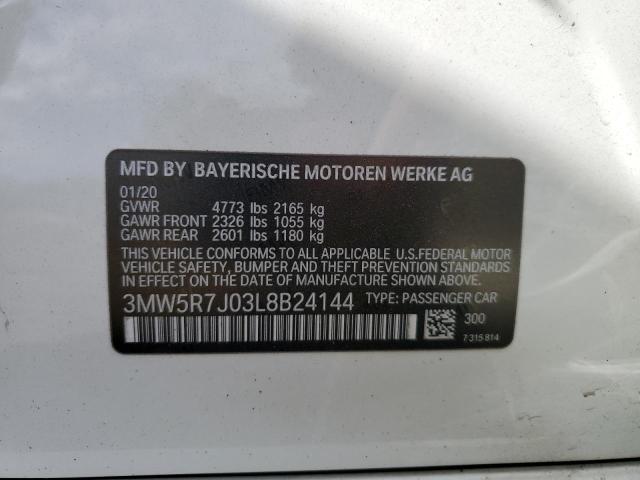 MFD BY BAYERISCHE MOTOREN WERKE AG
01/20
GVWR 4773 lbs 2165 kg
GAWR FRONT 2326 lbs 1055 kg
GAWR REAR 2601 lbs 1180 kg
THIS VEHICLE CONFORMS TO ALL APPLICABLE U.S.FEDERAL MOTOR
VEHICLE SAFETY, BUMPER AND THEFT PREVENTION STANDARDS
IN EFFECT ON THE DATE OF MANUFACTURE SHOWN ABOVE.
3MW5R7J03L8B24144 TYPE: PASSENGER CAR
300
7 315 814